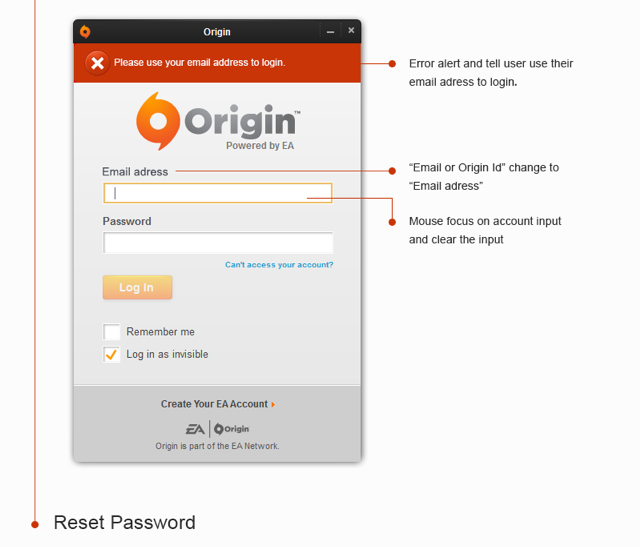 Origin
Please use your email address to login.
Error alert and tell user use their
email adress to login.
Origin™
Powered by EA
Email adress
“Email or Origin Id” change to
“Email adress”
Password
Mouse focus on account input
and clear the input
Can't access your account?
Log In
Remember me
Log in as invisible
Create Your EA Account
EA | Origin
Origin is part of the EA Network.
Reset Password